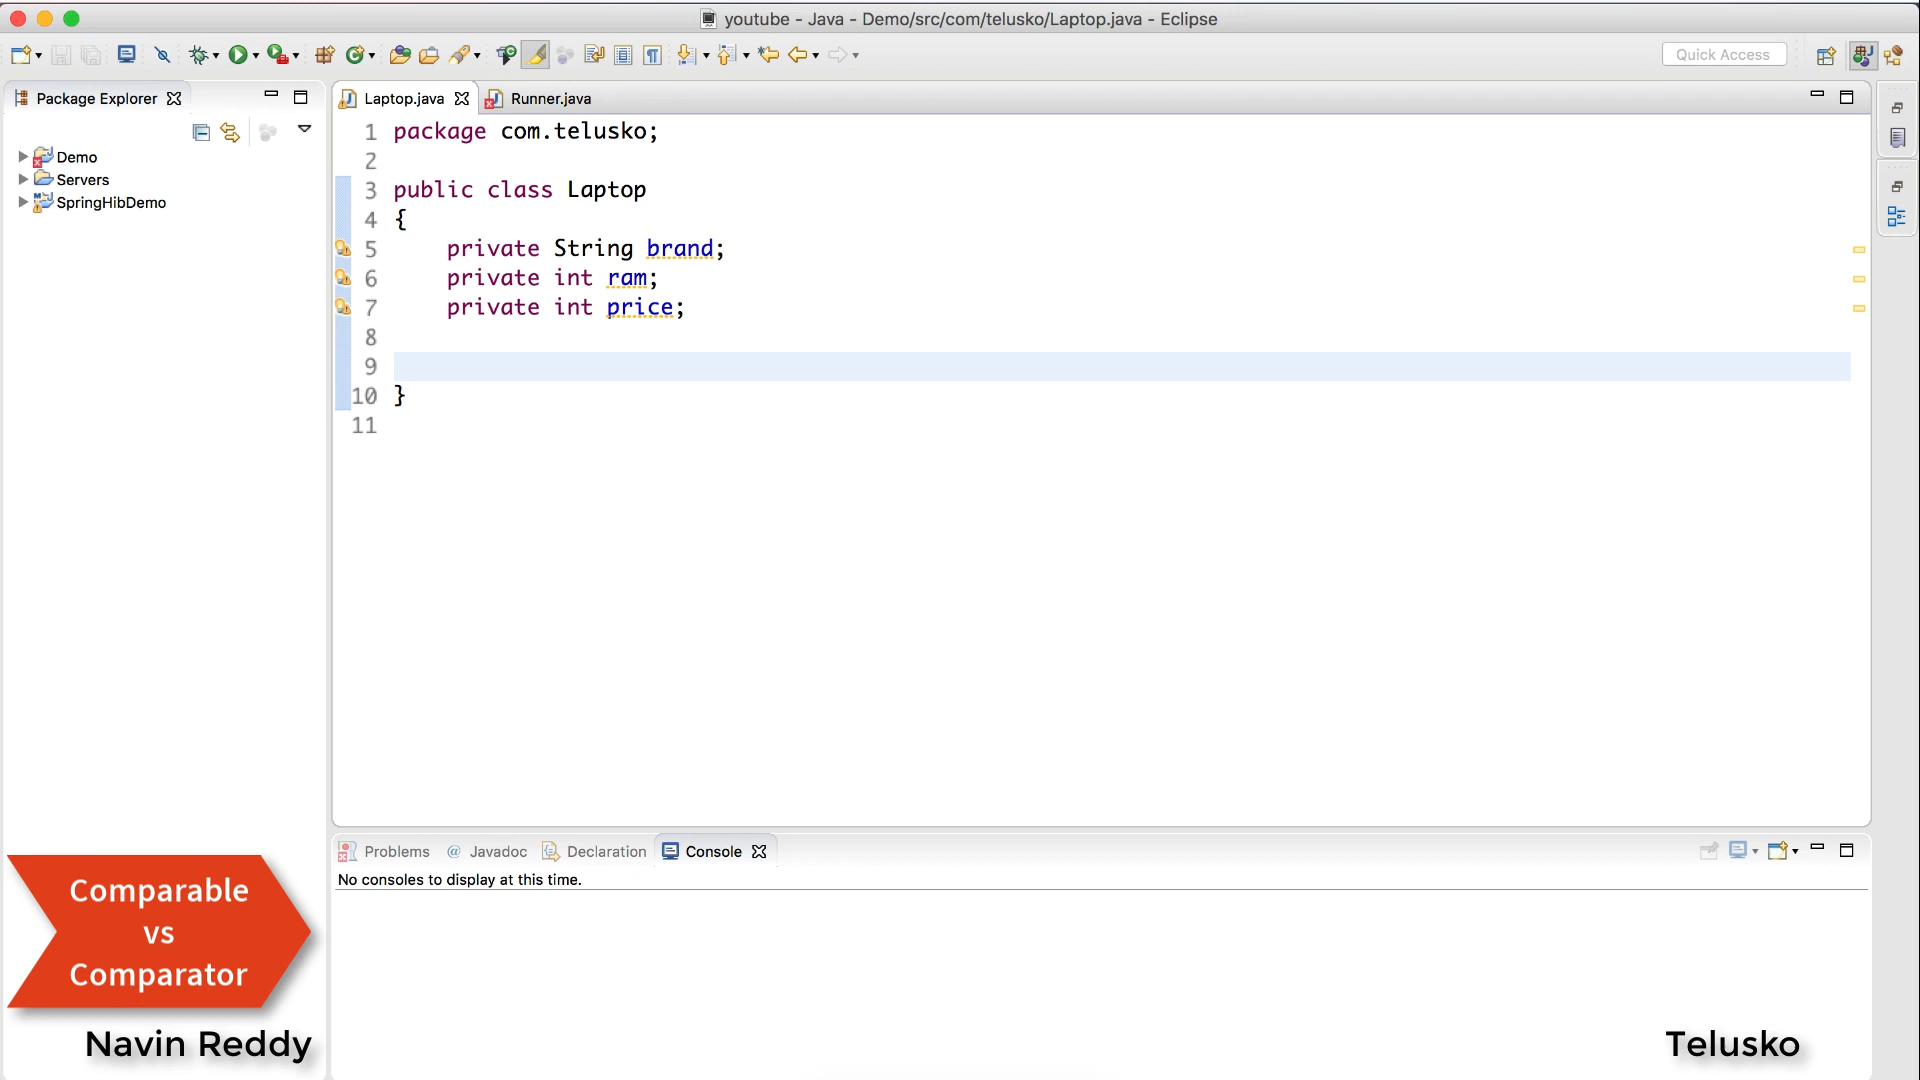 youtube - Java - Demo/src/com/telusko/Laptop.java - Eclipse
Quick Access
Package Explorer
Laptop.java
Runner.java
Demo
Servers
SpringHibDemo
1 package com.telusko;
2
3 public class Laptop
4 {
5 private String brand;
6 private int ram;
7 private int price;
8
9
10 }
11
Problems
@ Javadoc
Declaration
Console
No consoles to display at this time.
Comparable
vs
Comparator
Navin Reddy
Telusko